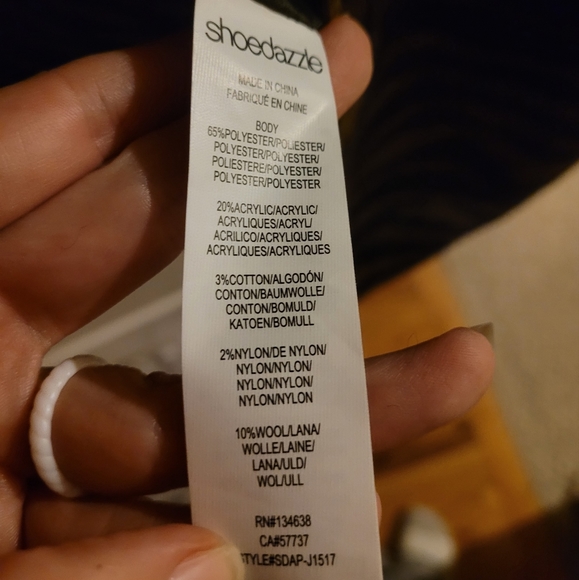 shoedazzle
MADE IN CHINA
FABRIQUÉ EN CHINE
BODY
65%POLYESTER/POLIESTER/
POLYESTER/POLYESTER/
POLIESTERE/POLYESTER/
POLYESTER/POLYESTER
20%ACRYLIC/ACRYLIC/
ACRYLIQUES/ACRYL/
ACRILICO/ACRYLIQUES/
ACRYLIQUES/ACRYLIQUES
3%COTTON/ALGODÓN/
CONTON/BAUMWOLLE/
CONTON/BOMULD/
KATOEN/BOMULL
2%NYLON/DE NYLON/
NYLON/NYLON/
NYLON/NYLON/
NYLON/NYLON
10%WOOL/LANA/
WOLLE/LAINE/
LANA/ULD/
WOL/ULL
RN#134638
CA#57737
STYLE#SDAP-J1517